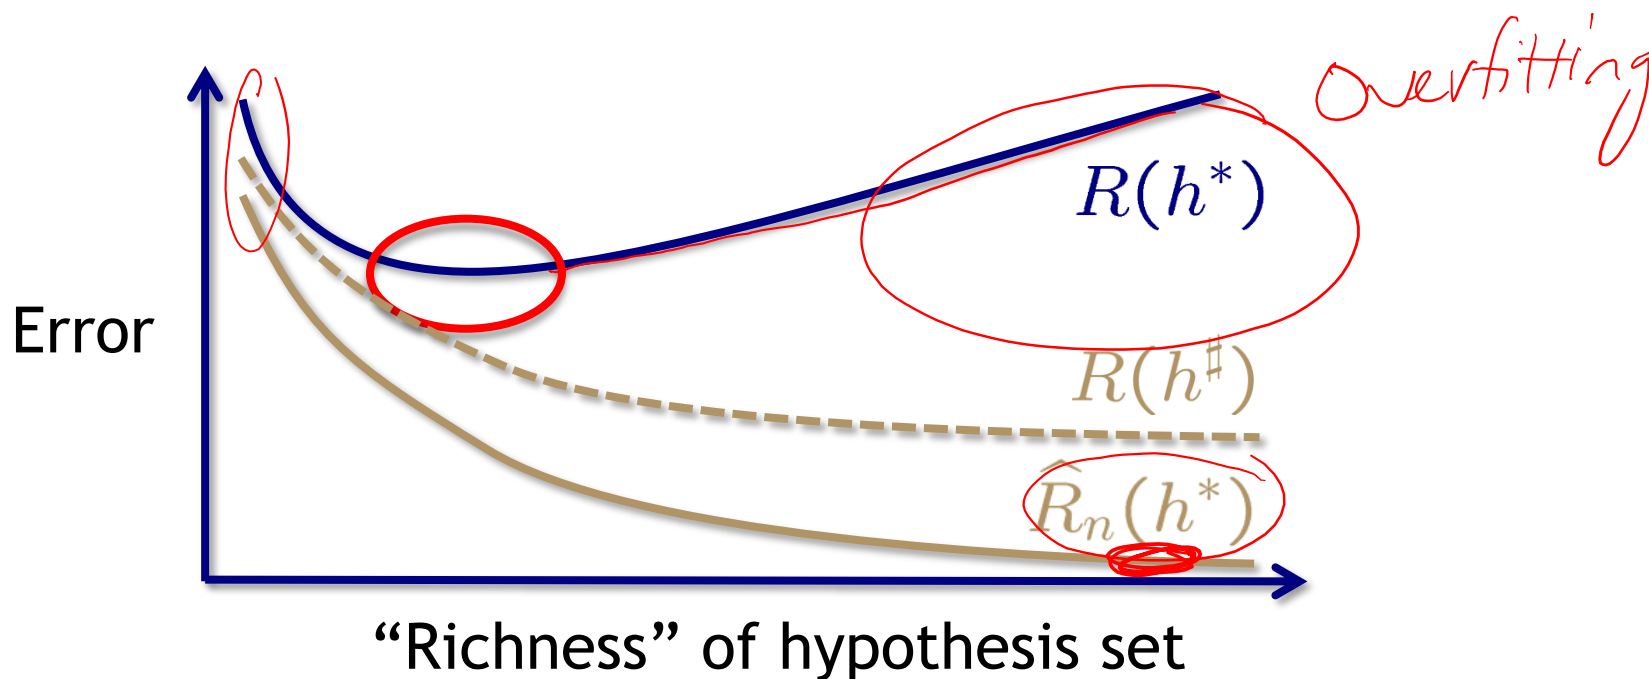 overfitting
R(h*)
Error
R(h♯)
R̂ₙ(h*)
“Richness” of hypothesis set